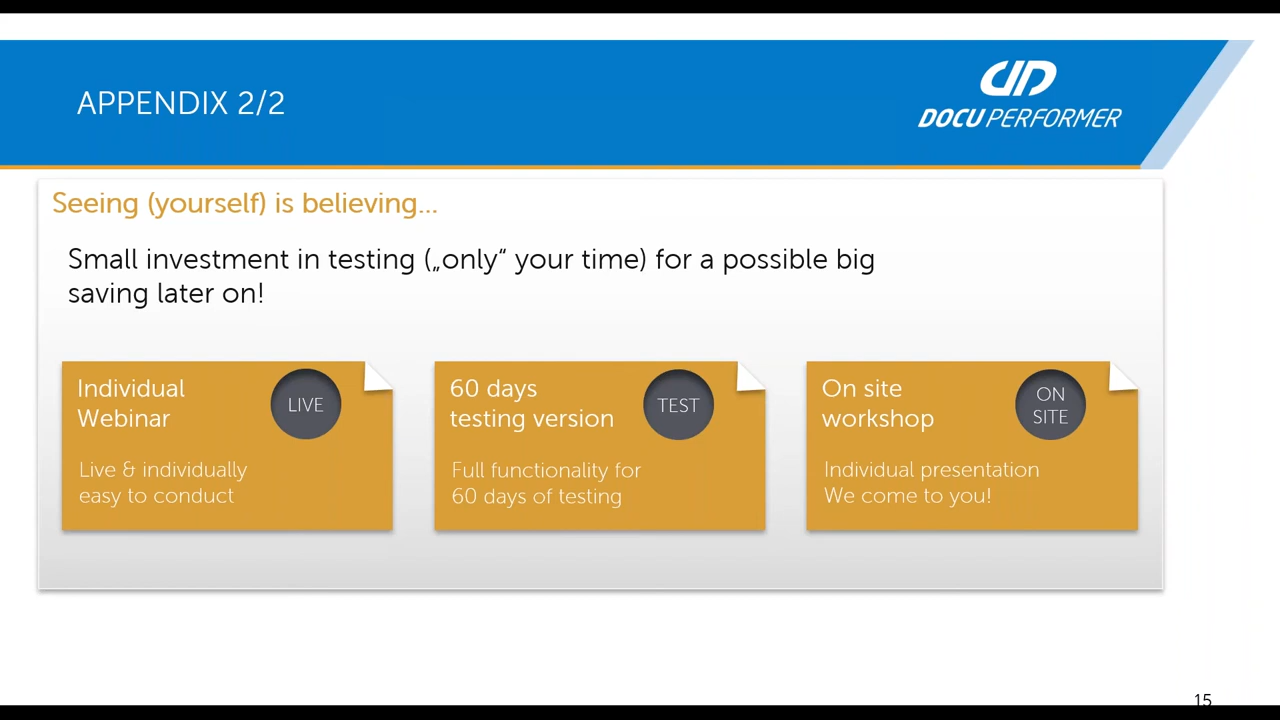 APPENDIX 2/2
DOCU PERFORMER
Seeing (yourself) is believing...
Small investment in testing („only“ your time) for a possible big
saving later on!
Individual
Webinar
LIVE
Live & individually
easy to conduct
60 days
testing version
TEST
Full functionality for
60 days of testing
On site
workshop
ON
SITE
Individual presentation
We come to you!
15